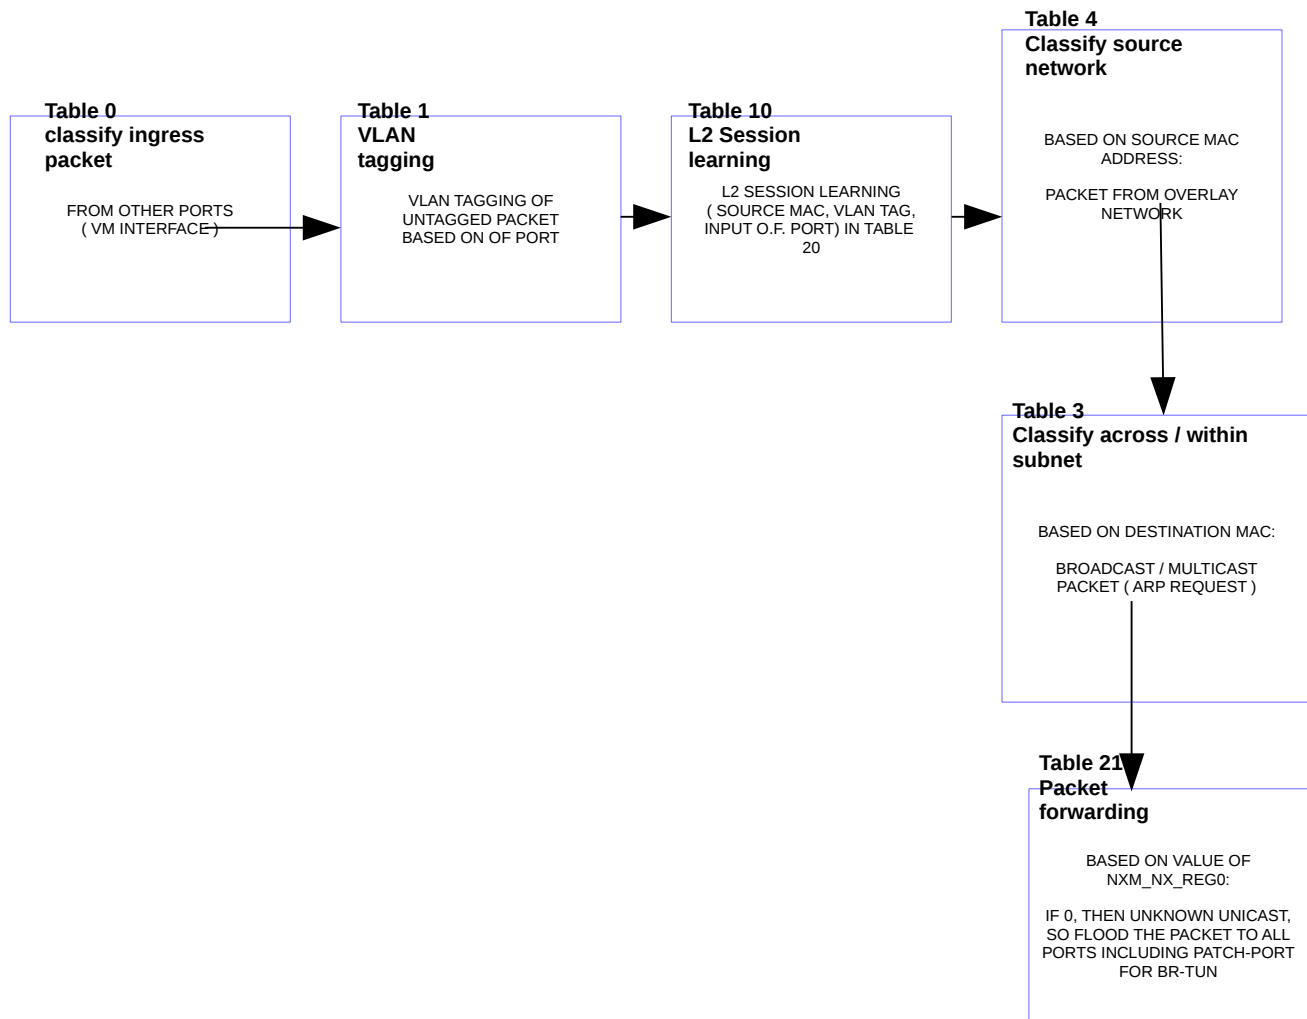 Table 0
classify ingress
packet
FROM OTHER PORTS
( VM INTERFACE )
Table 1
VLAN
tagging
VLAN TAGGING OF
UNTAGGED PACKET
BASED ON OF PORT
Table 10
L2 Session
learning
L2 SESSION LEARNING
( SOURCE MAC, VLAN TAG,
INPUT O.F. PORT) IN TABLE
20
Table 4
Classify source
network
BASED ON SOURCE MAC
ADDRESS:
PACKET FROM OVERLAY
NETWORK
Table 3
Classify across / within
subnet
BASED ON DESTINATION MAC:
BROADCAST / MULTICAST
PACKET ( ARP REQUEST )
Table 21
Packet
forwarding
BASED ON VALUE OF
NXM_NX_REG0:
IF 0, THEN UNKNOWN UNICAST,
SO FLOOD THE PACKET TO ALL
PORTS INCLUDING PATCH-PORT
FOR BR-TUN